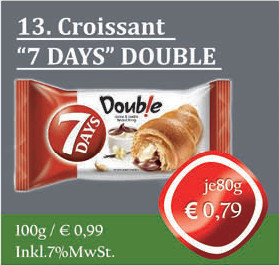 13. Croissant
“7 DAYS” DOUBLE
Double
7
DAYS
je80g
€ 0,79
100g / € 0,99
Inkl.7%MwSt.